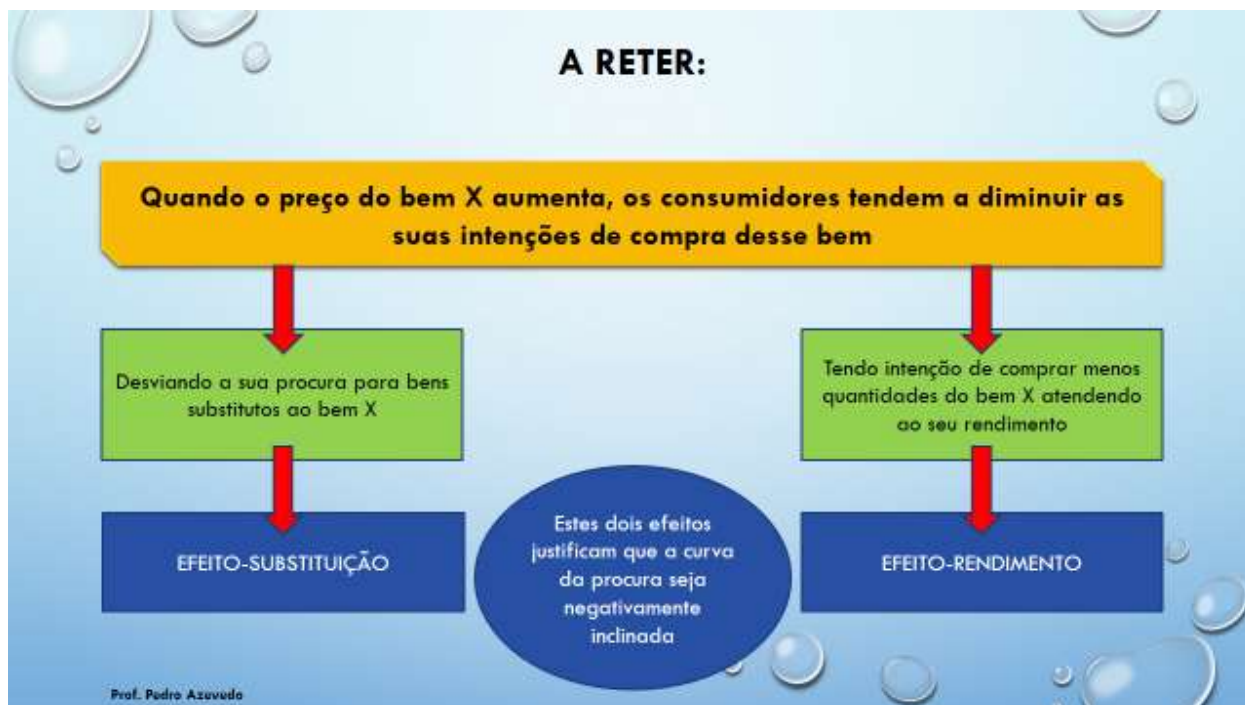 A RETER:
Quando o preço do bem X aumenta, os consumidores tendem a diminuir as
suas intenções de compra desse bem
Desviando a sua procura para bens
substitutos ao bem X
Tendo intenção de comprar menos
quantidades do bem X atendendo
ao seu rendimento
EFEITO-SUBSTITUIÇÃO
Estes dois efeitos
justificam que a curva
da procura seja
negativamente
inclinada
EFEITO-RENDIMENTO
Prof. Pedro Azevedo